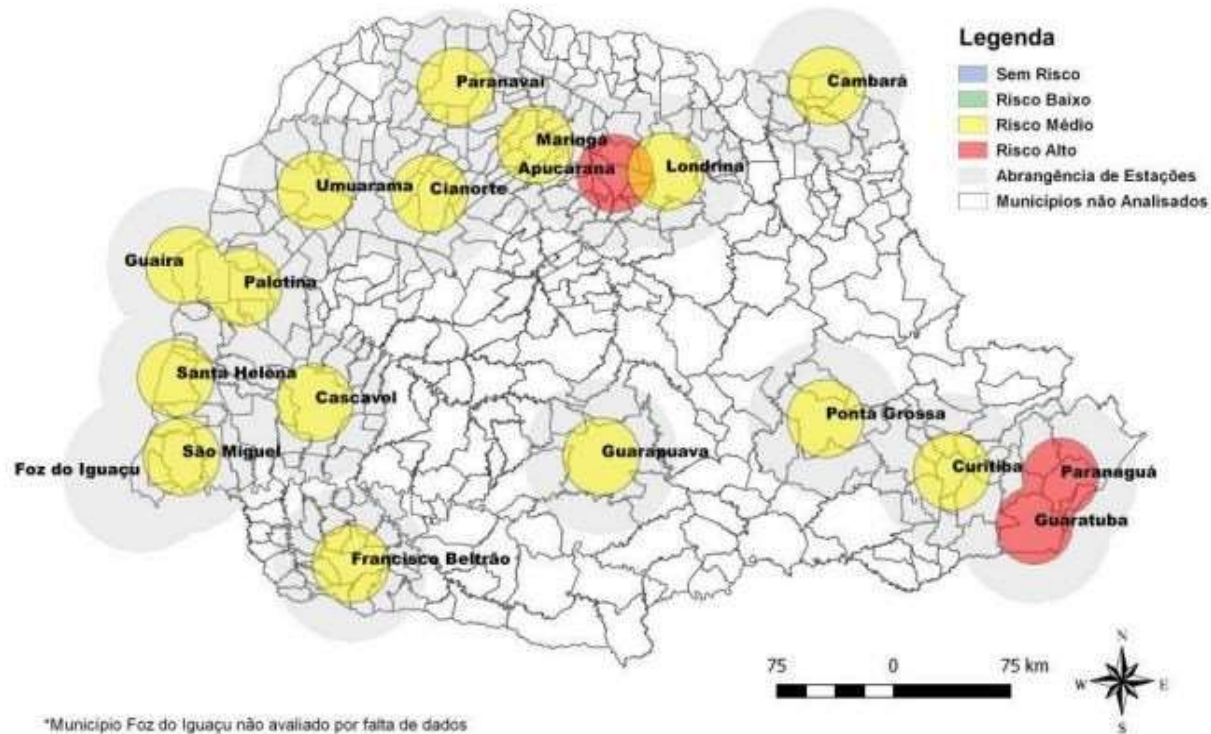 Legenda
Sem Risco
Risco Baixo
Risco Médio
Risco Alto
Abrangência de Estações
Municípios não Analisados
Paranavaí
Cambará
Maringá
Apucarana
Londrina
Umuarama
Cianorte
Guaíra
Palotina
Santa Helena
Cascavel
Ponta Grossa
São Miguel
Guarapuava
Foz do Iguaçu
Curitiba
Paranaguá
Guaratuba
Francisco Beltrão
75 0 75 km
N
W E
S
*Município Foz do Iguaçu não avaliado por falta de dados